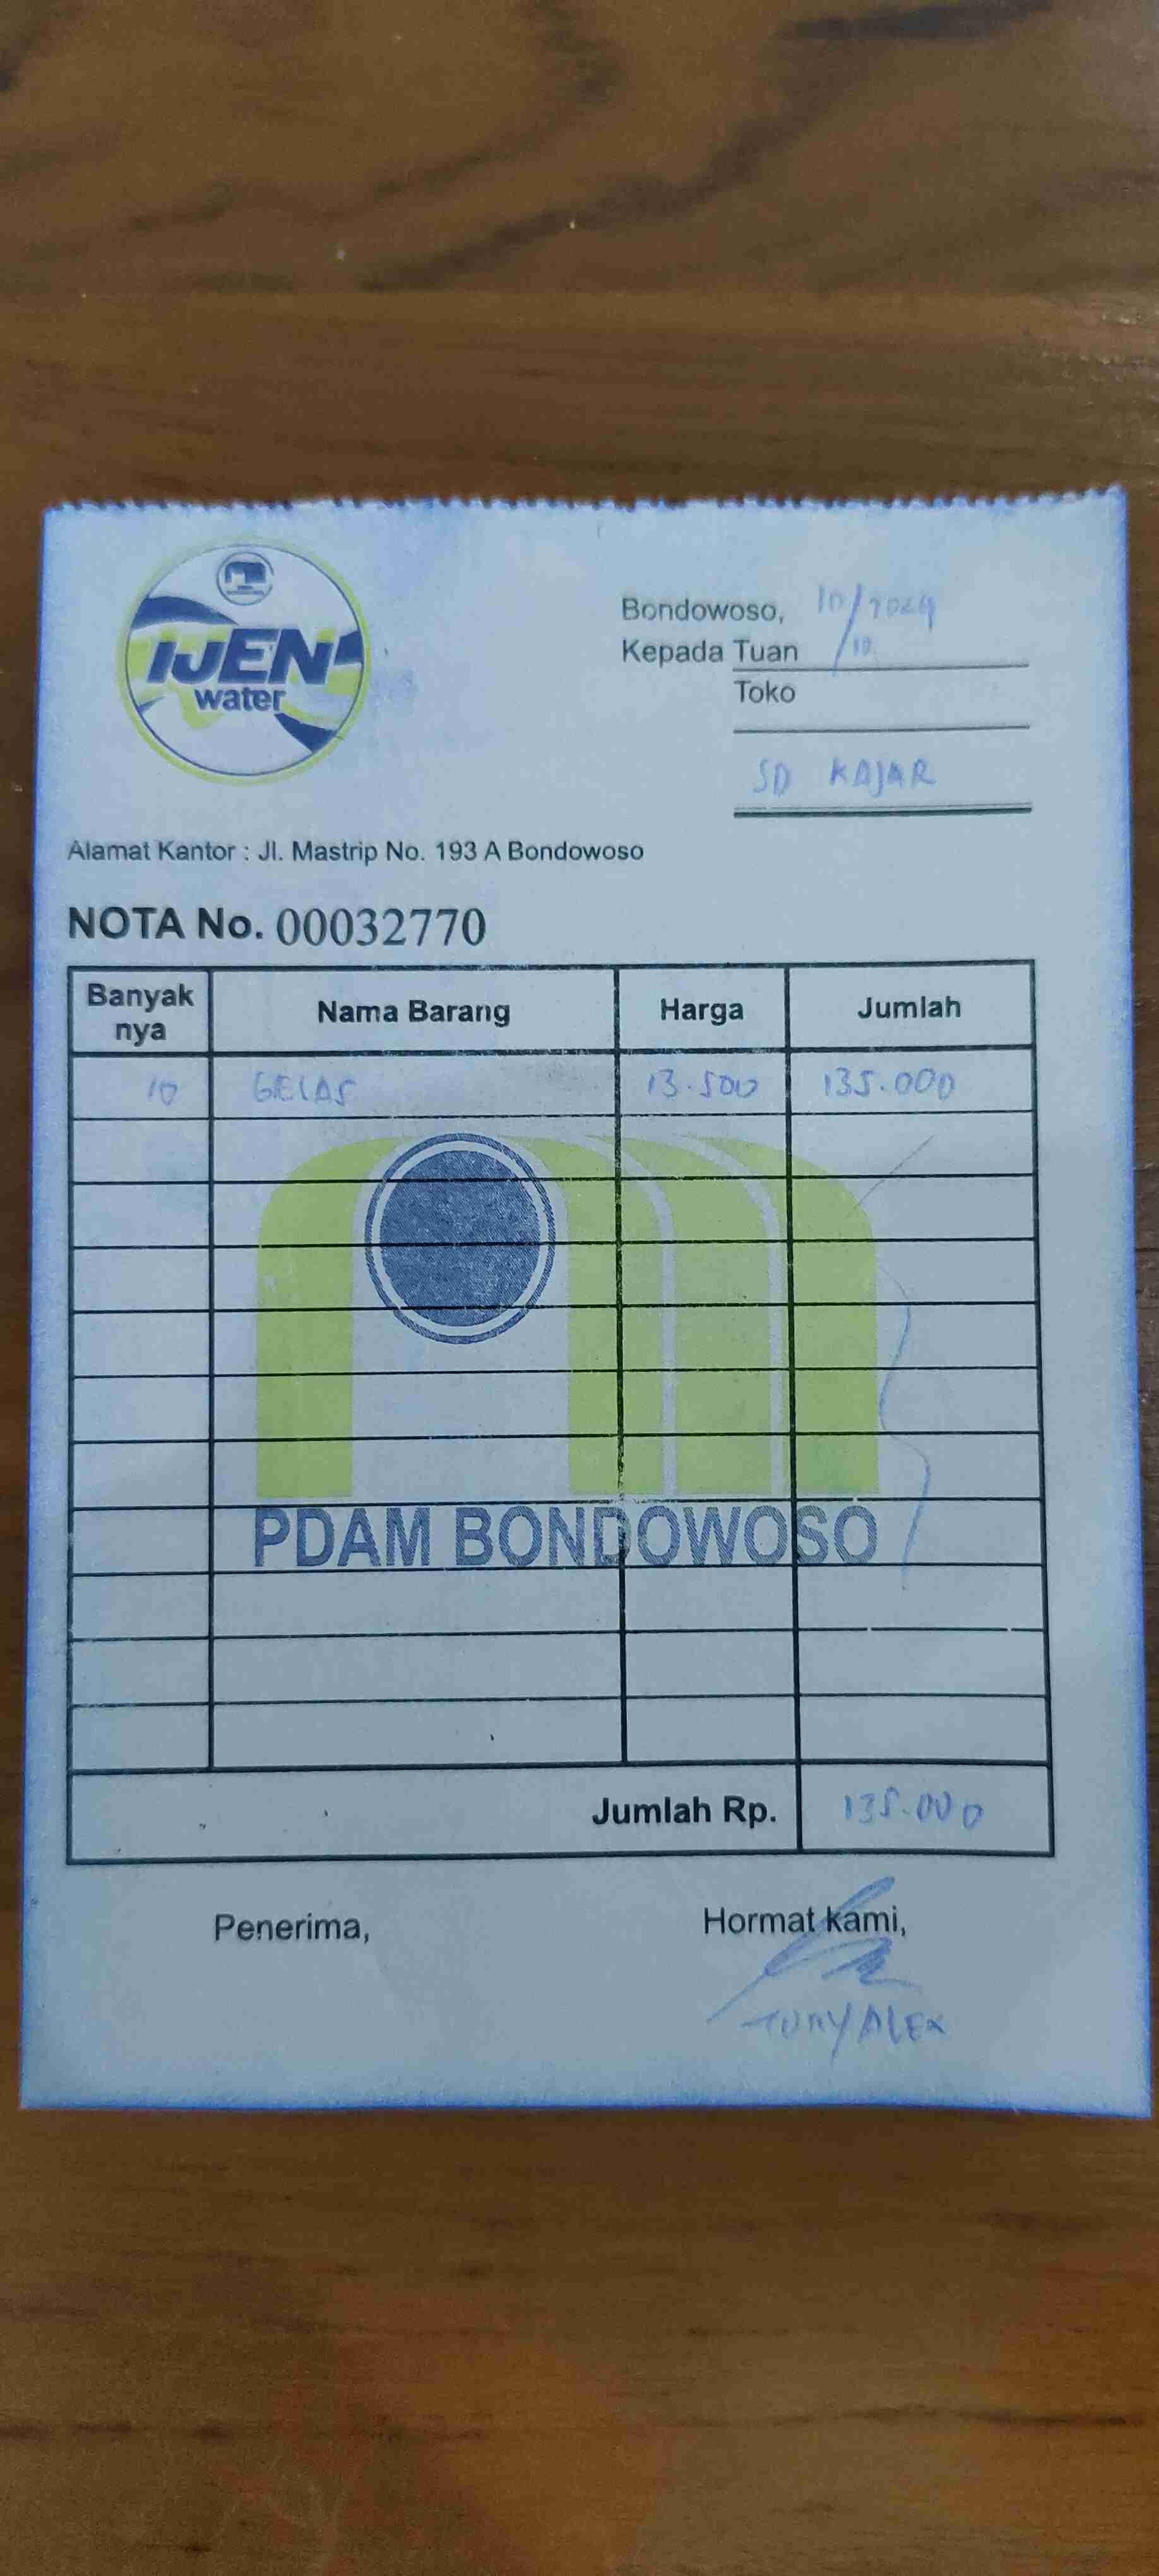 IJEN
water
Bondowoso, 10/10 2024
Kepada Tuan
Toko
SD KAJAR
Alamat Kantor : Jl. Mastrip No. 193 A Bondowoso
NOTA No. 00032770
Banyak nya Nama Barang Harga Jumlah
10 GELAS 13.500 135.000
PDAM BONDOWOSO
Jumlah Rp. 135.000
Penerima, Hormat kami,
TONY ALEX